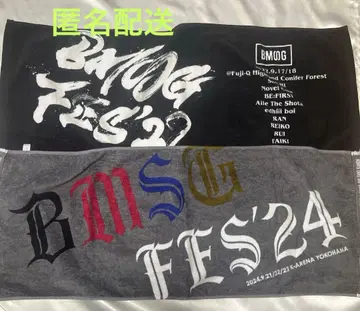 匿名配送
BMSG
FES'22
BMSG
@Fuji-Q Highland Conifer Forest
Novel
BE:FIRST
Aile The Shota
edhiii boi
RAN
REIKO
RUI
TAIKI
BMSG
FES'24
2024.9.21/22/23 K-ARENA YOKOHAMA